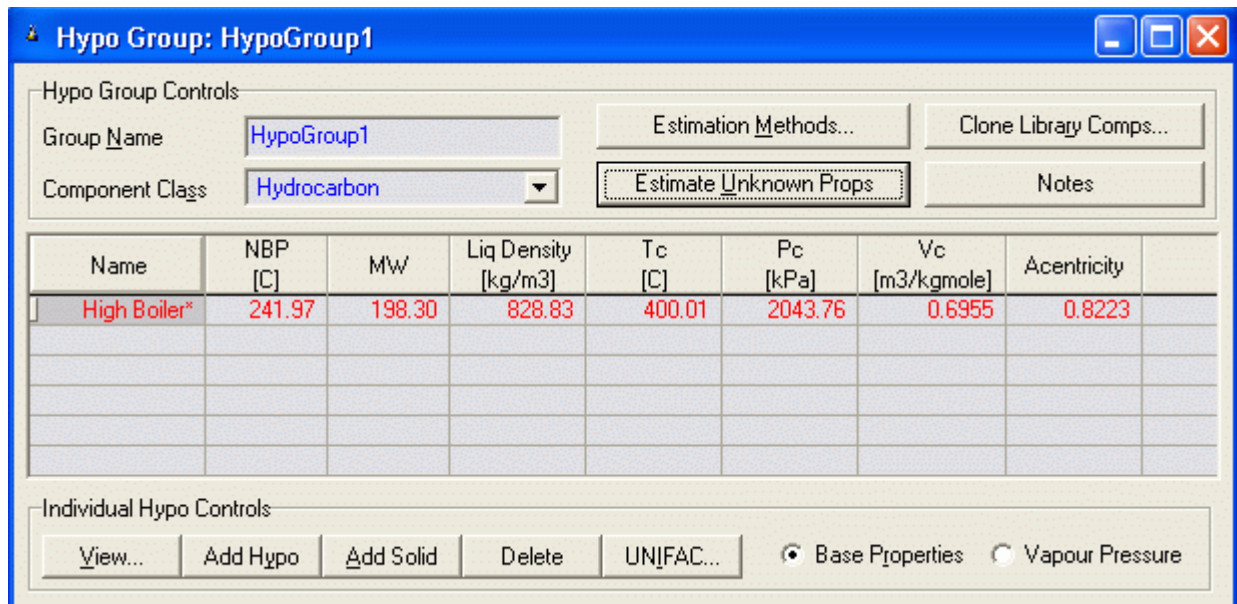 Hypo Group: HypoGroup1
Hypo Group Controls
Group Name HypoGroup1 Estimation Methods... Clone Library Comps...
Component Class Hydrocarbon Estimate Unknown Props Notes
Name NBP [C] MW Liq Density [kg/m3] Tc [C] Pc [kPa] Vc [m3/kgmole] Acentricity
High Boiler* 241.97 198.30 828.83 400.01 2043.76 0.6955 0.8223
Individual Hypo Controls
View... Add Hypo Add Solid Delete UNIFAC... Base Properties Vapour Pressure